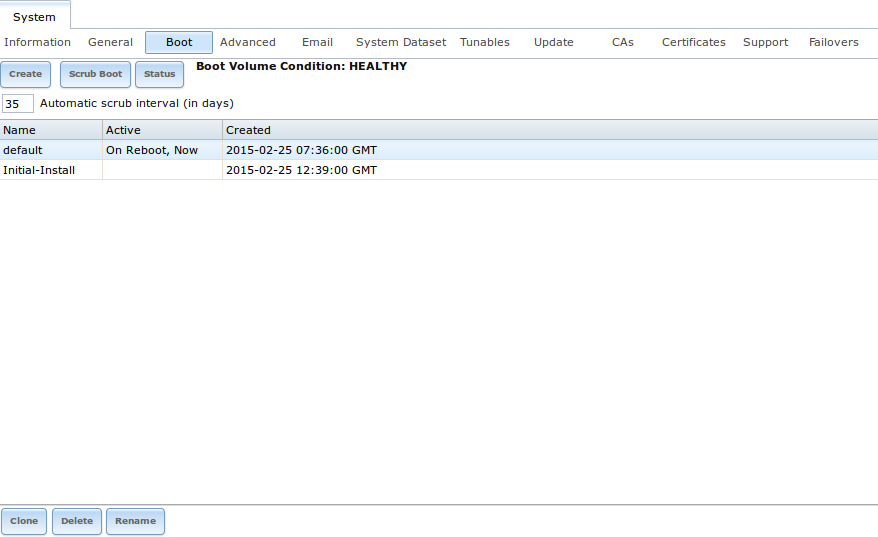 System
Information General Boot Advanced Email System Dataset Tunables Update CAs Certificates Support Failovers
Create Scrub Boot Status Boot Volume Condition: HEALTHY
35 Automatic scrub interval (in days)
Name Active Created
default On Reboot, Now 2015-02-25 07:36:00 GMT
Initial-Install 2015-02-25 12:39:00 GMT
Clone Delete Rename